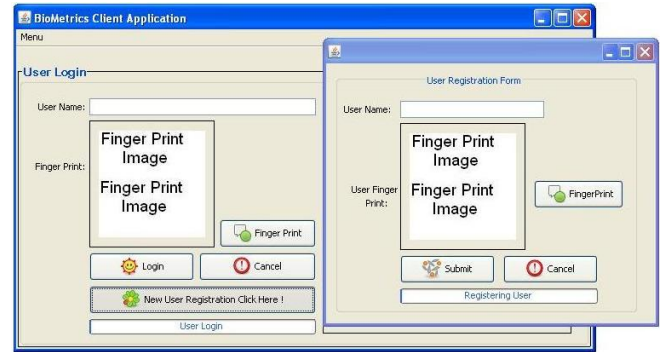 BioMetrics Client Application
Menu
User Login
User Name:
Finger Print:
Finger Print
Image
Finger Print
Image
Finger Print
Login
Cancel
New User Registration Click Here !
User Login
User Registration Form
User Name:
User Finger
Print:
Finger Print
Image
Finger Print
Image
FingerPrint
Submit
Cancel
Registering User